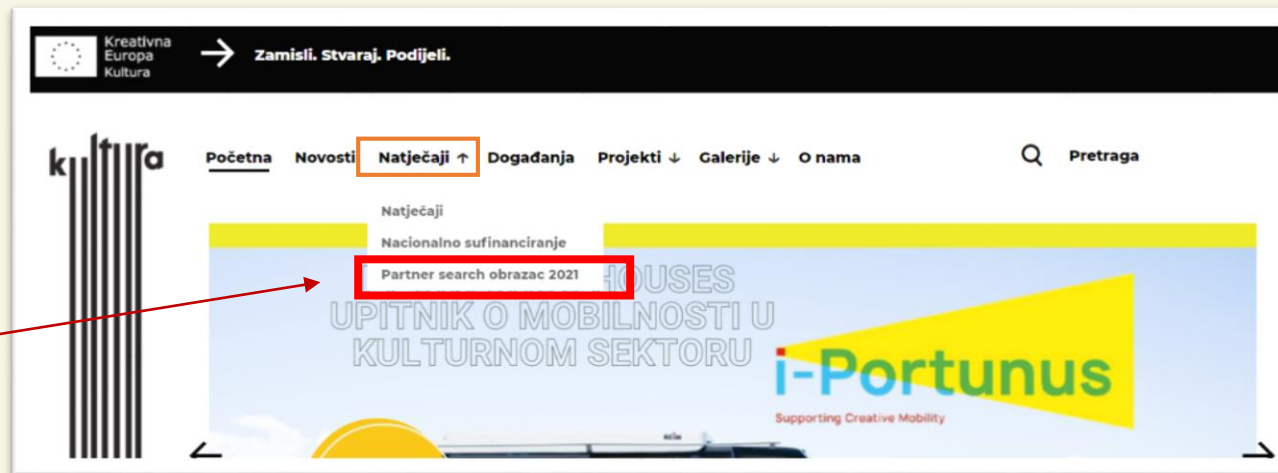 Kreativna
Europa
Kultura
Zamisli. Stvaraj. Podijeli.
kultura
Početna Novosti Natječaji ↑ Događanja Projekti ↓ Galerije ↓ O nama Pretraga
Natječaji
Nacionalno sufinanciranje
Partner search obrazac 2021
HOUSES
UPITNIK O MOBILNOSTI U
KULTURNOM SEKTORU
i-Portunus
Supporting Creative Mobility